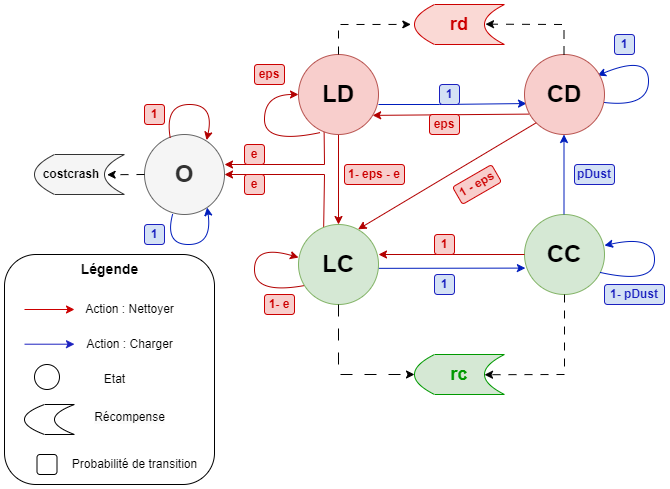 rd
1
eps
LD
1
CD
1
eps
e
costcrash
O
e
1- eps - e
1 - eps
pDust
1
LC
1
CC
1- e
1
1- pDust
Légende
Action : Nettoyer
Action : Charger
Etat
Récompense
Probabilité de transition
rc